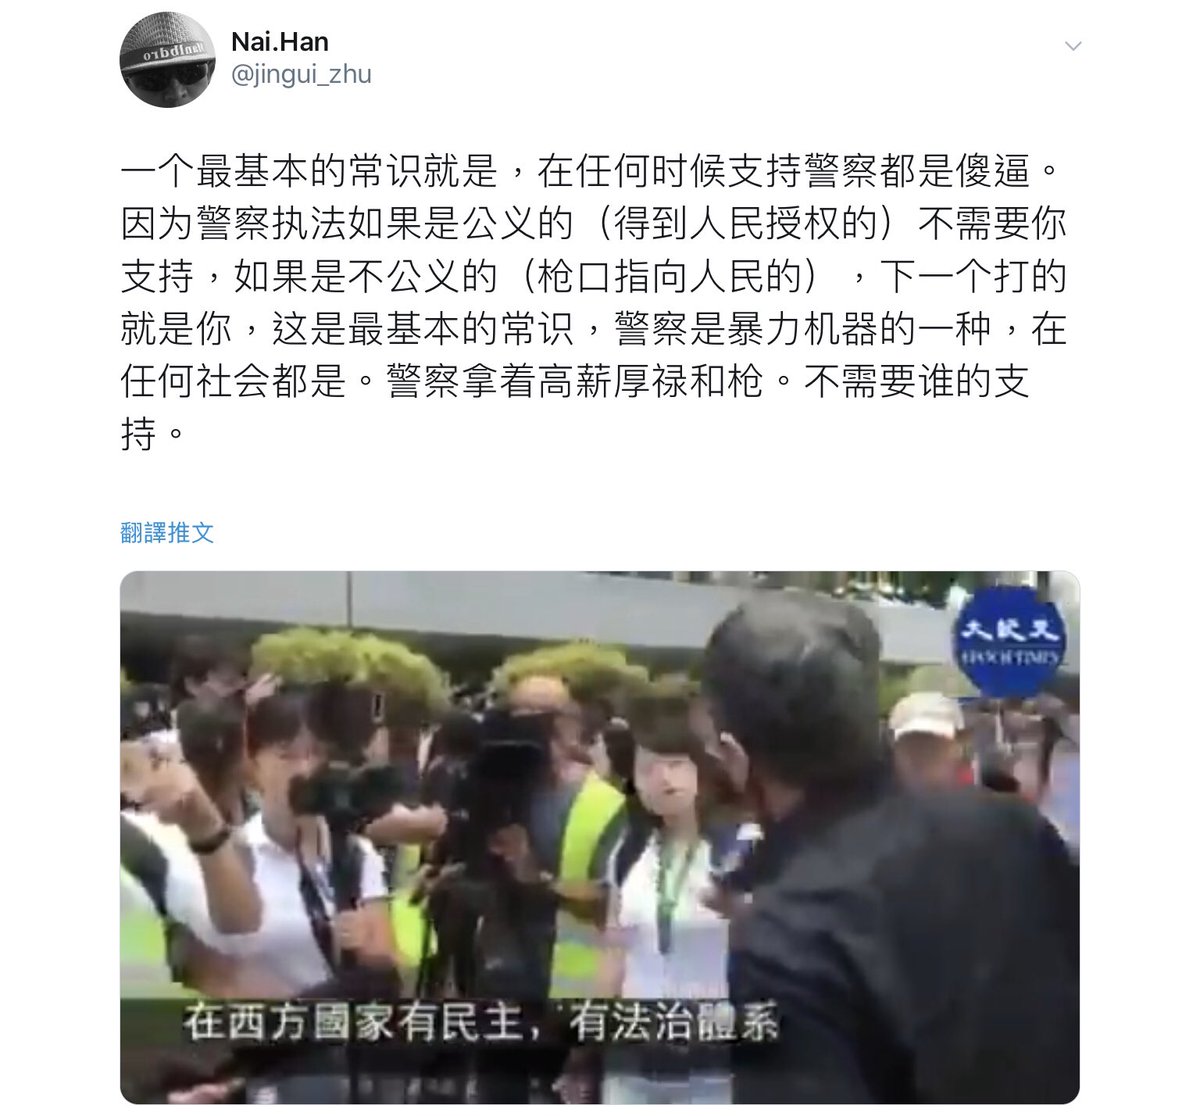 Nai.Han
@jingui_zhu
一个最基本的常识就是，在任何时候支持警察都是傻逼。
因为警察执法如果是公义的（得到人民授权的）不需要你
支持，如果是不公义的（枪口指向人民的），下一个打的
就是你，这是最基本的常识，警察是暴力机器的一种，在
任何社会都是。警察拿着高薪厚禄和枪。不需要谁的支
持。
翻譯推文
大紀元
EPOCH TIMES
在西方國家有民主，有法治體系